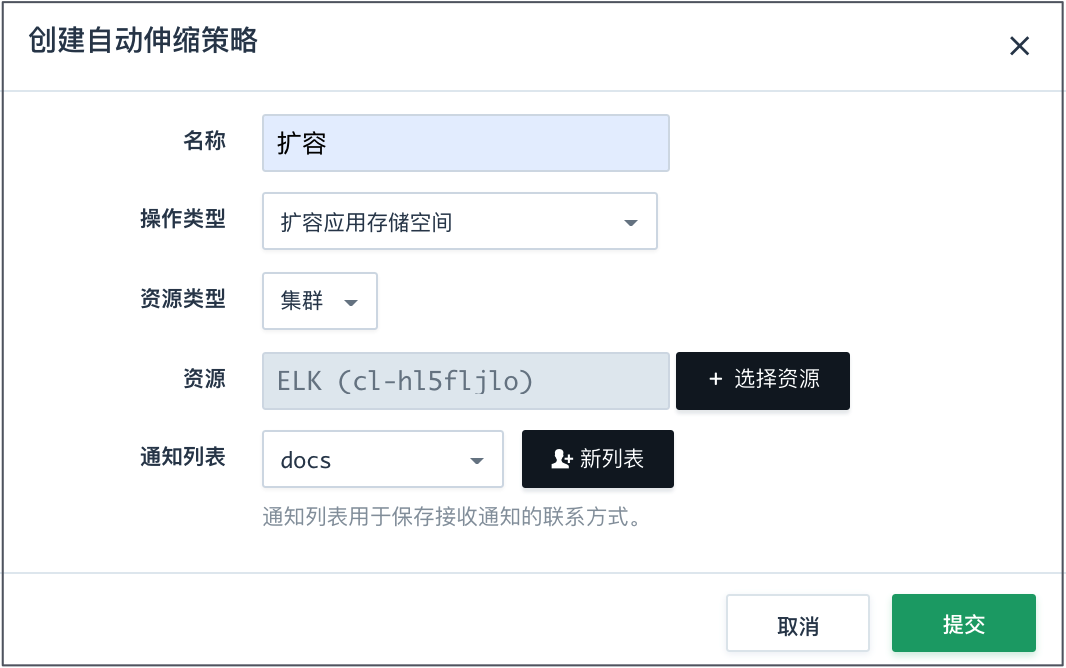 创建自动伸缩策略
名称 扩容
操作类型 扩容应用存储空间
资源类型 集群
资源 ELK (cl-hl5fljlo) + 选择资源
通知列表 docs 新列表
通知列表用于保存接收通知的联系方式。
取消 提交